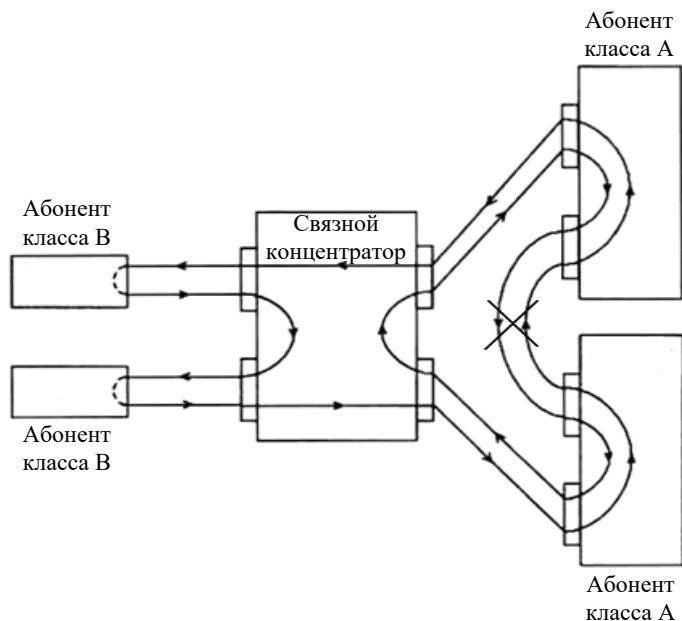 Абонент
класса А
Абонент
класса В
Связной
концентратор
Абонент
класса В
Абонент
класса А